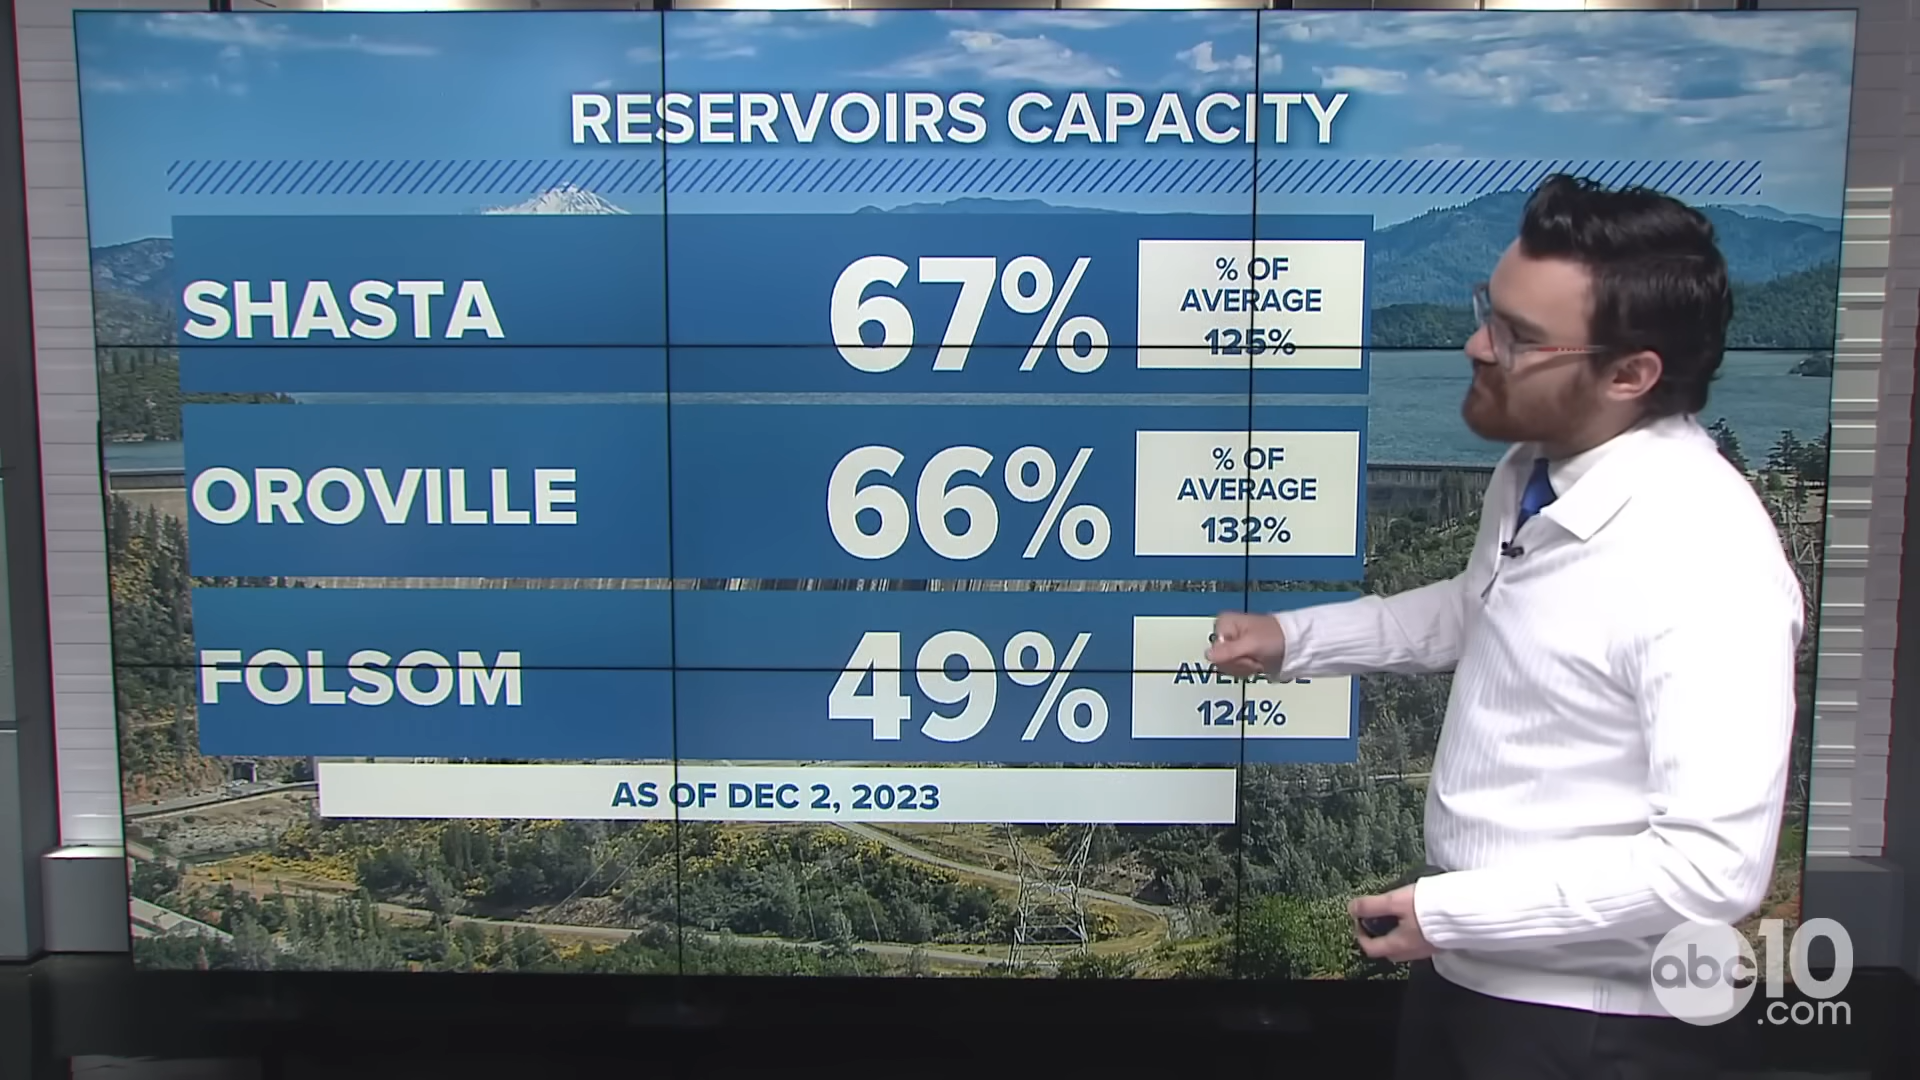 RESERVOIRS CAPACITY
SHASTA
67%
% OF
AVERAGE
125%
OROVILLE
66%
% OF
AVERAGE
132%
FOLSOM
49%
AVERAGE
124%
AS OF DEC 2, 2023
abc10
.com